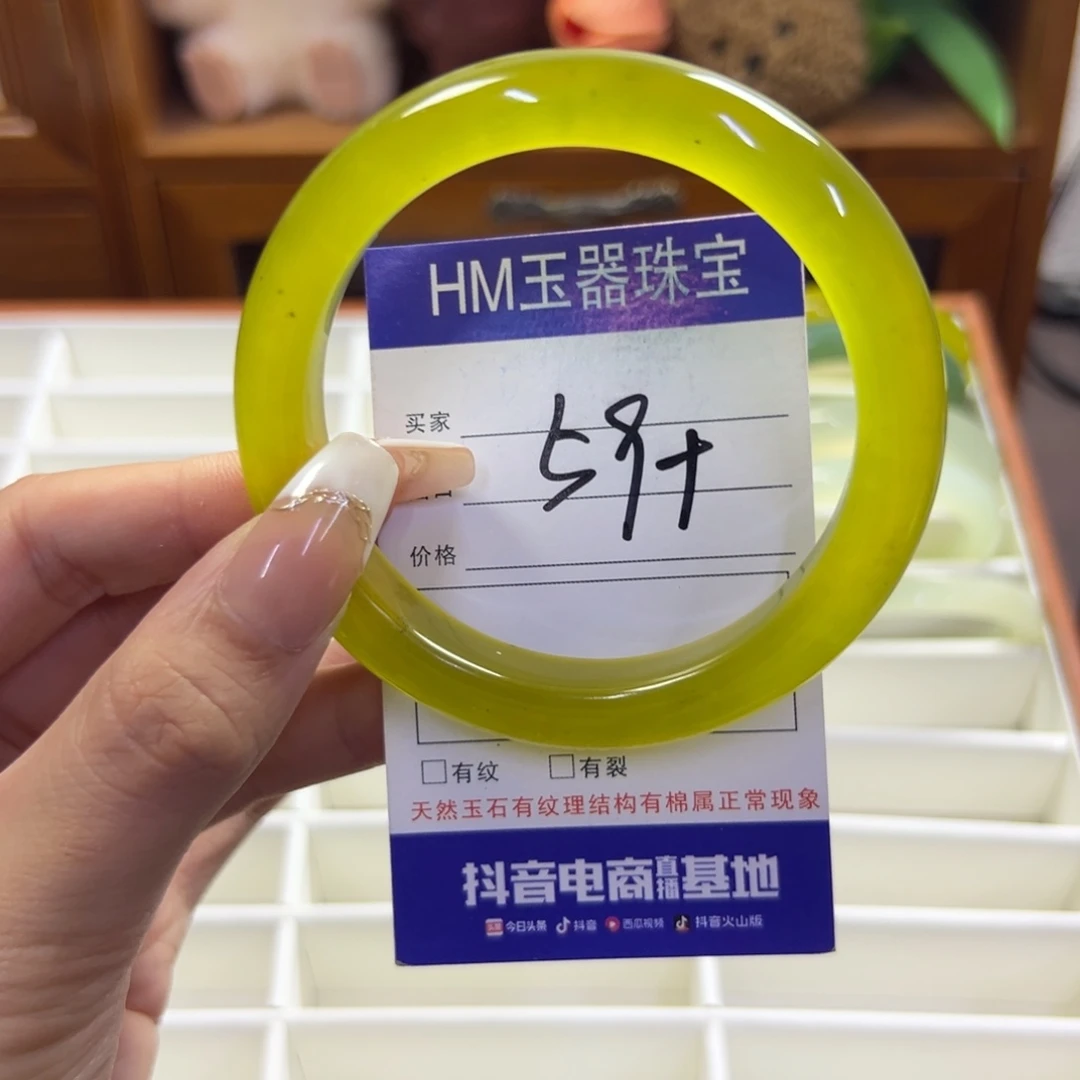 HM玉器珠宝
买家
59+
价格
有纹 有裂
天然玉石有纹理结构有棉属正常现象
抖音电商直播基地
今日头条 抖音 西瓜视频 抖音火山版